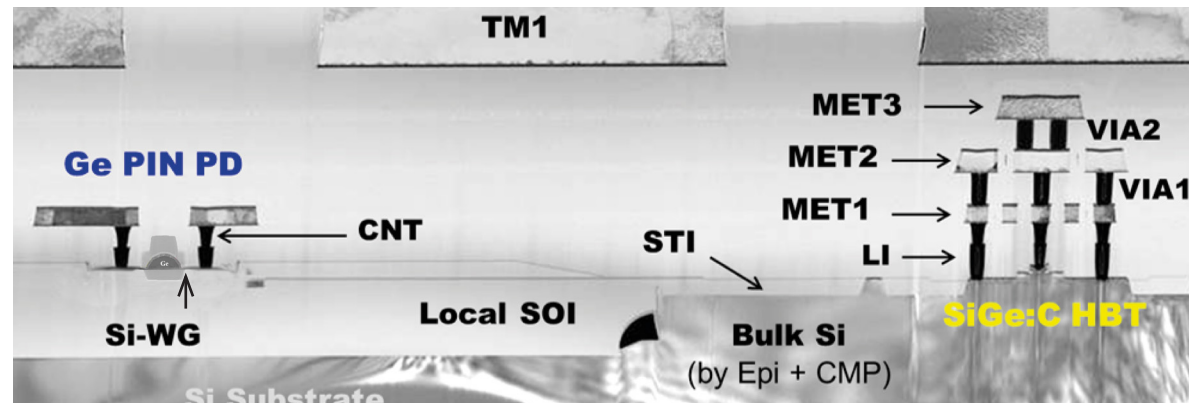 TM1
MET3
VIA2
Ge PIN PD
MET2
VIA1
MET1
CNT
STI
LI
Ge
Si-WG
Local SOI
Bulk Si
(by Epi + CMP)
SiGe:C HBT
Si Substrate